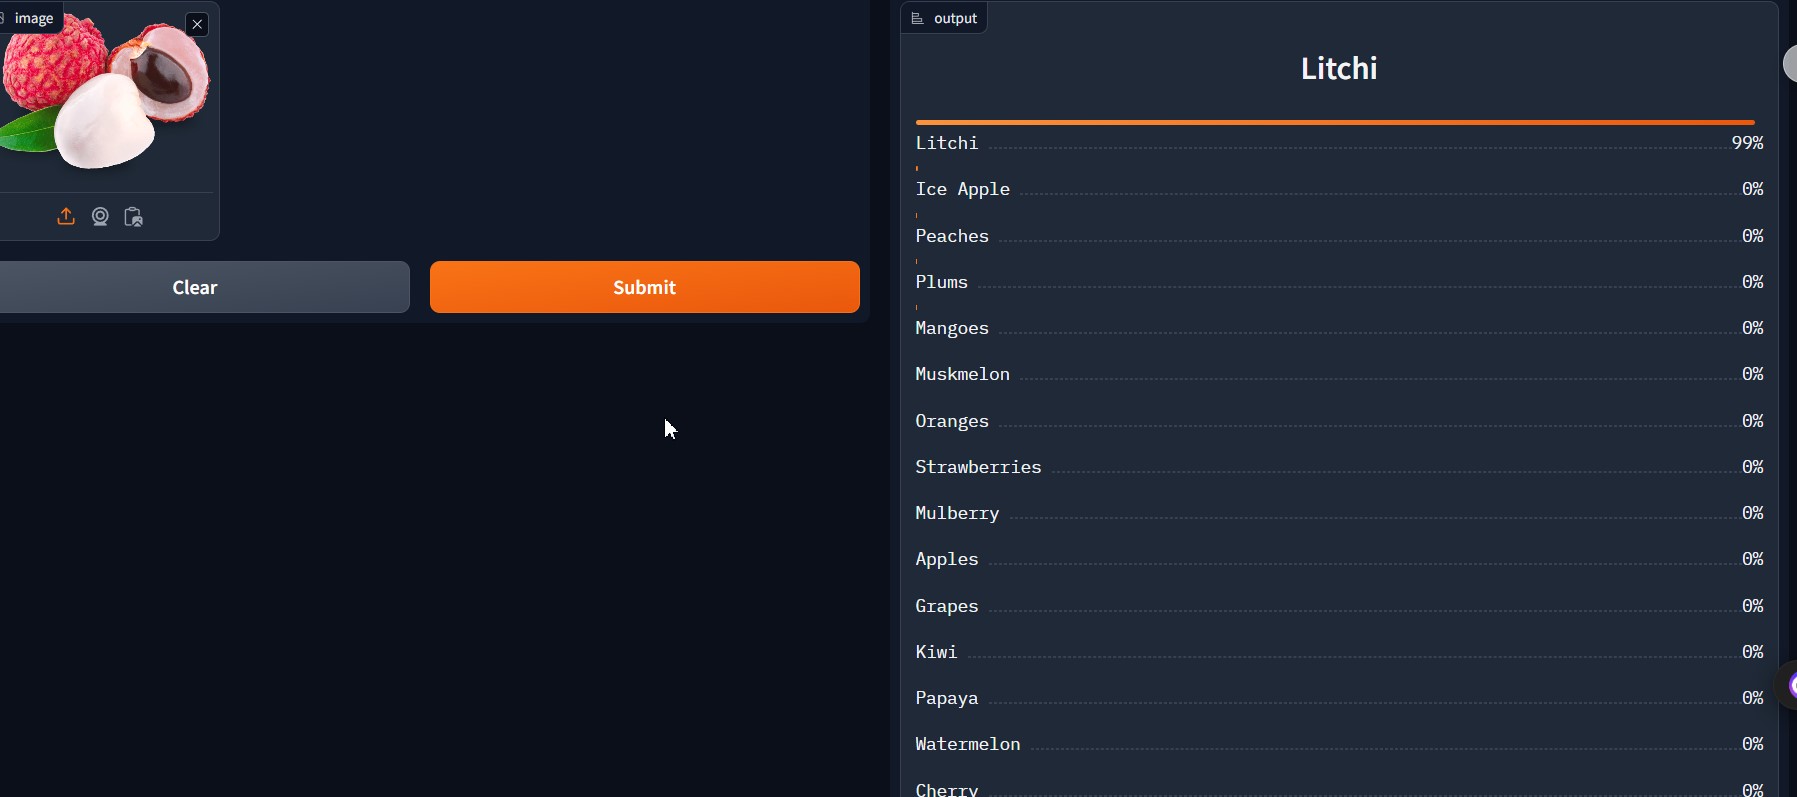 image
Clear
Submit
output
Litchi
Litchi 99%
Ice Apple 0%
Peaches 0%
Plums 0%
Mangoes 0%
Muskmelon 0%
Oranges 0%
Strawberries 0%
Mulberry 0%
Apples 0%
Grapes 0%
Kiwi 0%
Papaya 0%
Watermelon 0%
Cherry 0%